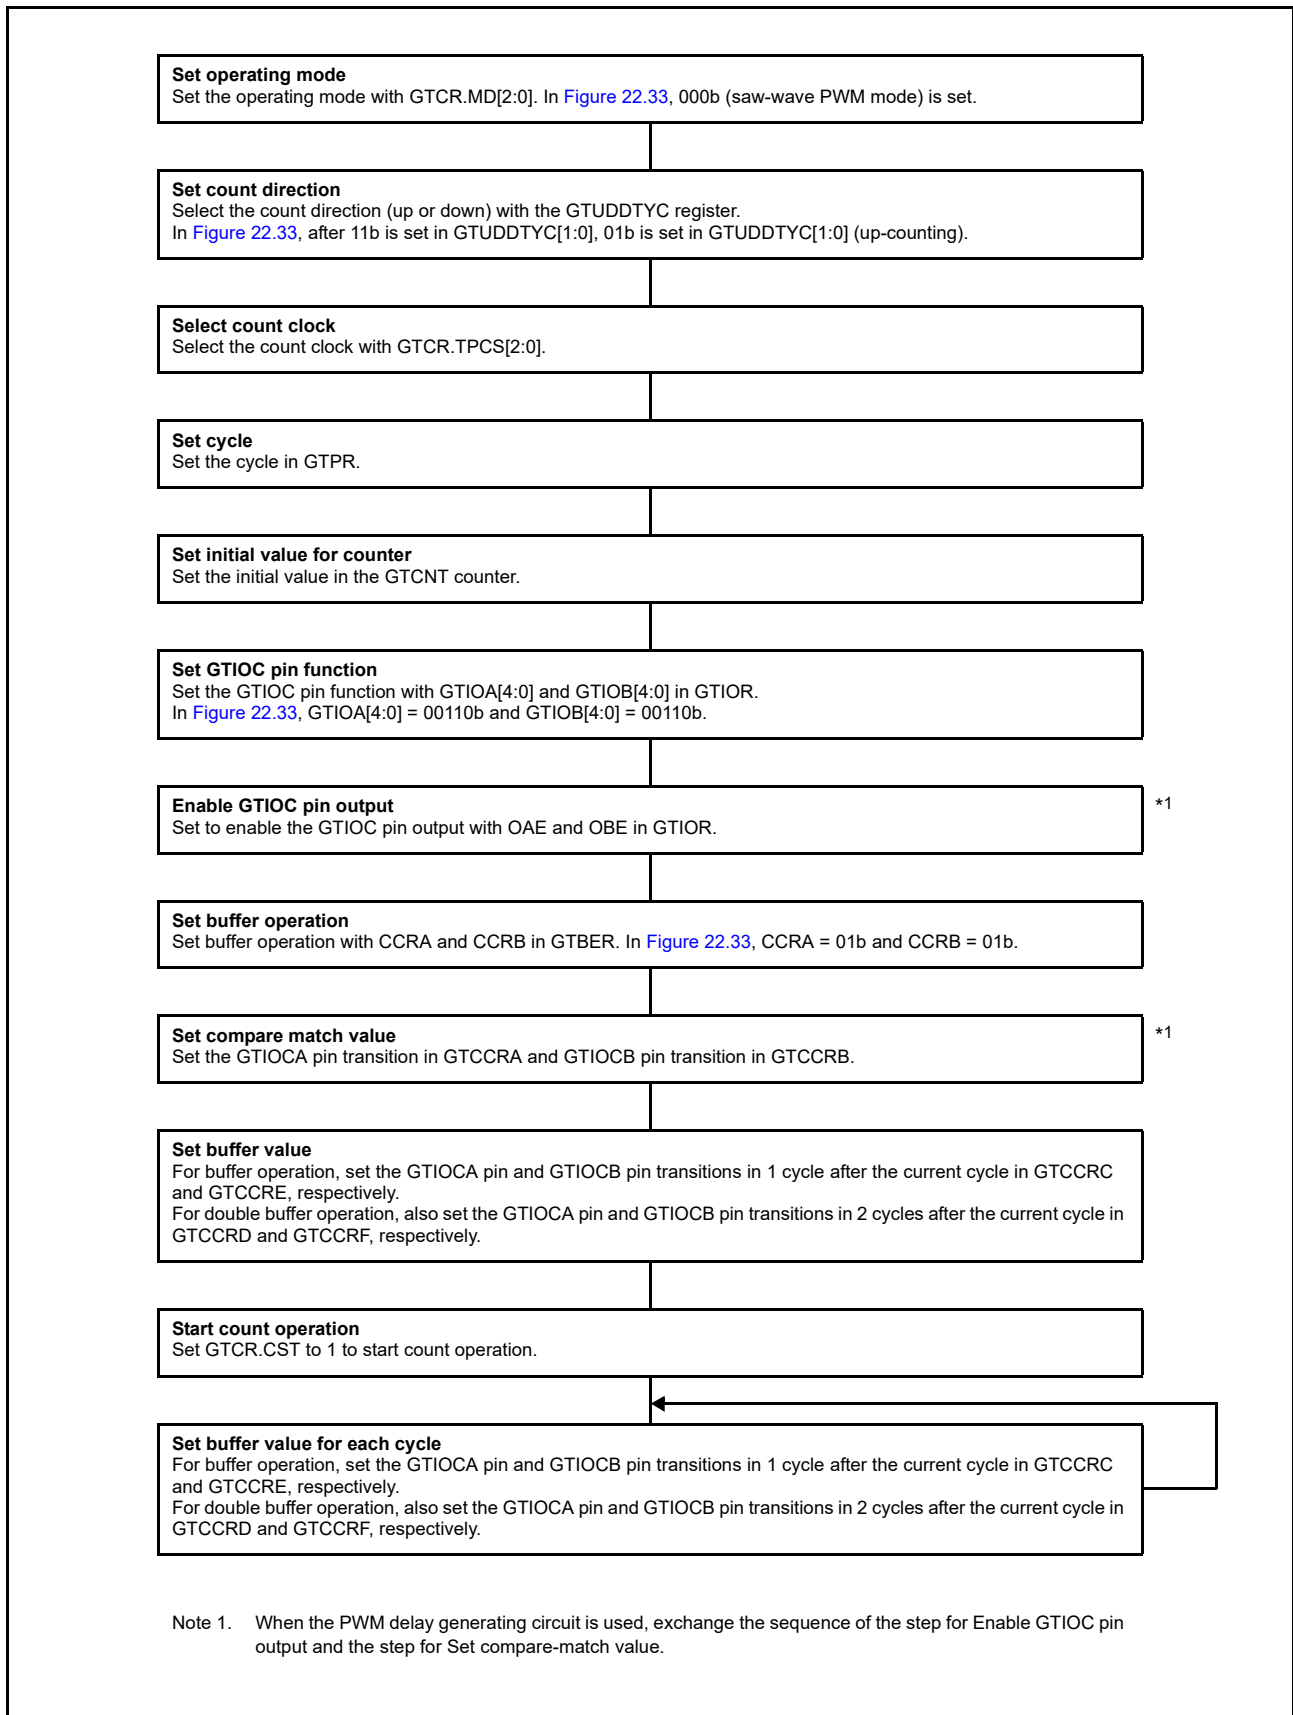 Set operating mode
Set the operating mode with GTCR.MD[2:0]. In Figure 22.33, 000b (saw-wave PWM mode) is set.
Set count direction
Select the count direction (up or down) with the GTUDDTYC register.
In Figure 22.33, after 11b is set in GTUDDTYC[1:0], 01b is set in GTUDDTYC[1:0] (up-counting).
Select count clock
Select the count clock with GTCR.TPCS[2:0].
Set cycle
Set the cycle in GTPR.
Set initial value for counter
Set the initial value in the GTCNT counter.
Set GTIOC pin function
Set the GTIOC pin function with GTIOA[4:0] and GTIOB[4:0] in GTIOR.
In Figure 22.33, GTIOA[4:0] = 00110b and GTIOB[4:0] = 00110b.
Enable GTIOC pin output
*1
Set to enable the GTIOC pin output with OAE and OBE in GTIOR.
Set buffer operation
Set buffer operation with CCRA and CCRB in GTBER. In Figure 22.33, CCRA = 01b and CCRB = 01b.
Set compare match value
*1
Set the GTIOCA pin transition in GTCCRA and GTIOCB pin transition in GTCCRB.
Set buffer value
For buffer operation, set the GTIOCA pin and GTIOCB pin transitions in 1 cycle after the current cycle in GTCCRC
and GTCCRE, respectively.
For double buffer operation, also set the GTIOCA pin and GTIOCB pin transitions in 2 cycles after the current cycle in
GTCCRD and GTCCRF, respectively.
Start count operation
Set GTCR.CST to 1 to start count operation.
Set buffer value for each cycle
For buffer operation, set the GTIOCA pin and GTIOCB pin transitions in 1 cycle after the current cycle in GTCCRC
and GTCCRE, respectively.
For double buffer operation, also set the GTIOCA pin and GTIOCB pin transitions in 2 cycles after the current cycle in
GTCCRD and GTCCRF, respectively.
Note 1. When the PWM delay generating circuit is used, exchange the sequence of the step for Enable GTIOC pin
output and the step for Set compare-match value.